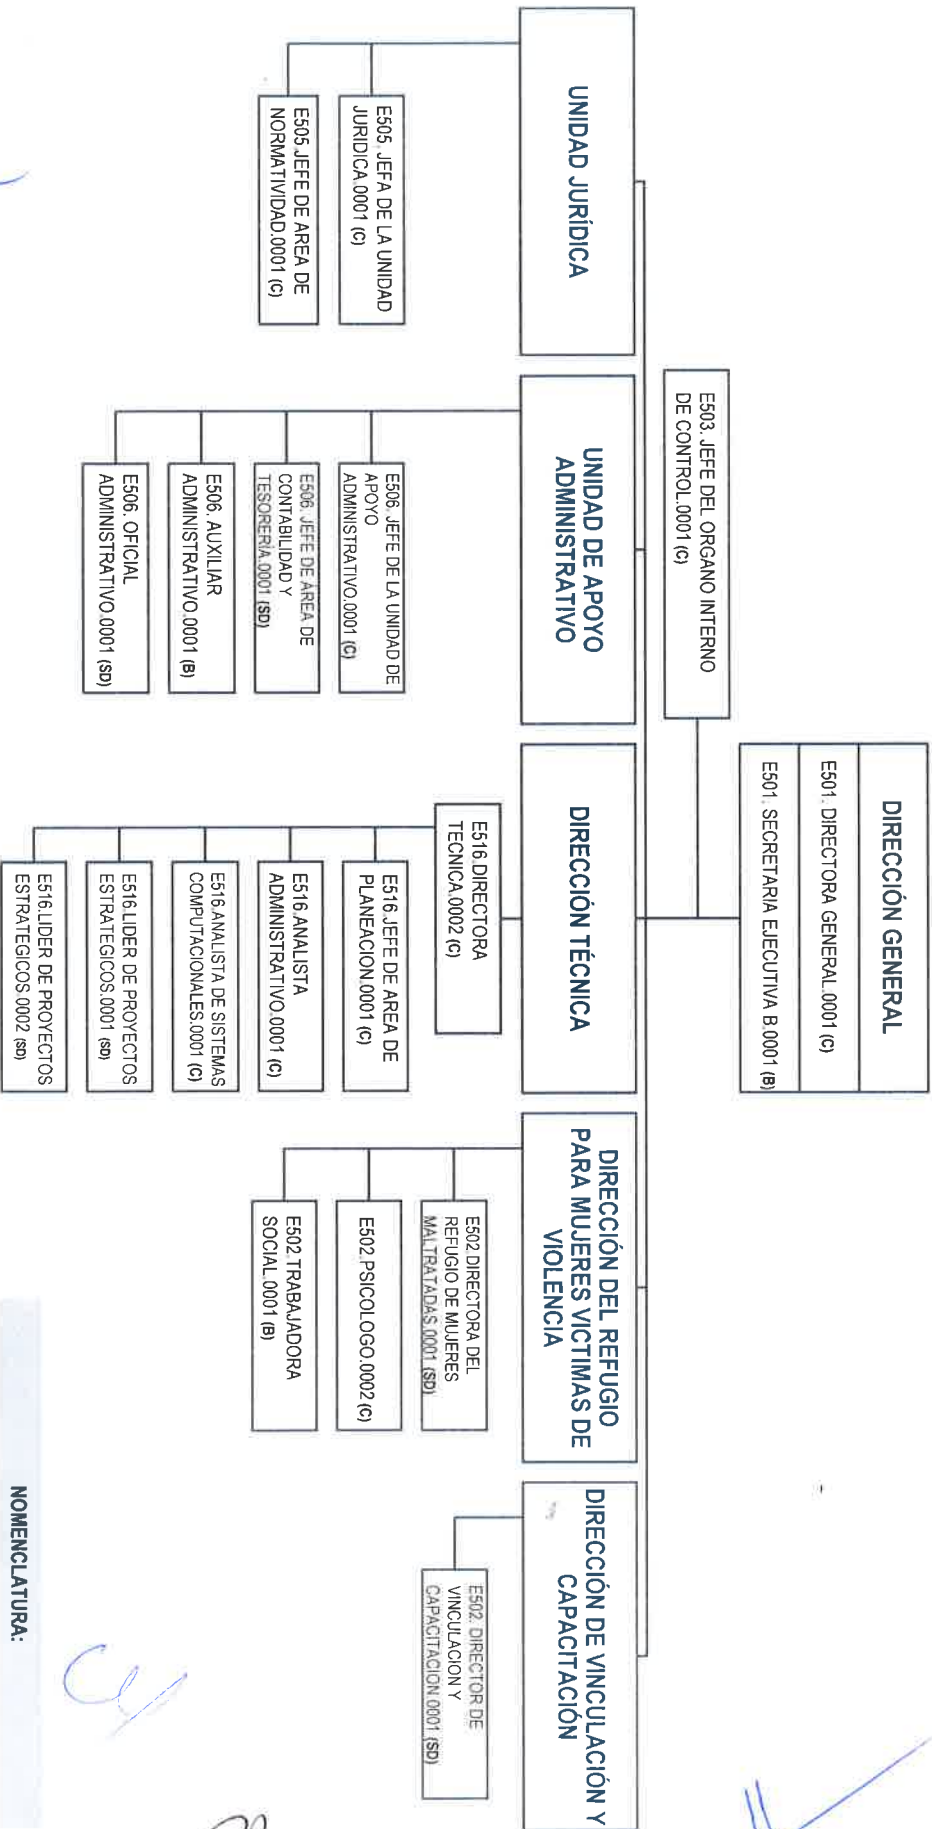 DIRECCIÓN GENERAL
E501. DIRECTORA GENERAL.0001 (C)
E501. SECRETARIA EJECUTIVA B.0001 (B)
E503. JEFE DEL ORGANO INTERNO
DE CONTROL.0001 (C)
UNIDAD JURÍDICA
E505. JEFA DE LA UNIDAD
JURIDICA.0001 (C)
E505.JEFE DE AREA DE
NORMATIVIDAD.0001 (C)
UNIDAD DE APOYO
ADMINISTRATIVO
E506. JEFE DE LA UNIDAD DE
APOYO
ADMINISTRATIVO.0001 (C)
E506. JEFE DE ÁREA DE
CONTABILIDAD Y
TESORERÍA.0001 (SD)
E506. AUXILIAR
ADMINISTRATIVO.0001 (B)
E506. OFICIAL
ADMINISTRATIVO.0001 (SD)
DIRECCIÓN TÉCNICA
E516.DIRECTORA
TECNICA.0002 (C)
E516.JEFE DE AREA DE
PLANEACION.0001 (C)
E516.ANALISTA
ADMINISTRATIVO.0001 (C)
E516.ANALISTA DE SISTEMAS
COMPUTACIONALES.0001 (C)
E516.LIDER DE PROYECTOS
ESTRATEGICOS.0001 (SD)
E516.LIDER DE PROYECTOS
ESTRATEGICOS.0002 (SD)
DIRECCIÓN DEL REFUGIO
PARA MUJERES VICTIMAS DE
VIOLENCIA
E502.DIRECTORA DEL
REFUGIO DE MUJERES
MALTRATADAS.0001 (SD)
E502.PSICOLOGO.0002 (C)
E502.TRABAJADORA
SOCIAL.0001 (B)
DIRECCIÓN DE VINCULACIÓN Y
CAPACITACIÓN
E502. DIRECTOR DE
VINCULACION Y
CAPACITACION.0001 (SD)
NOMENCLATURA: